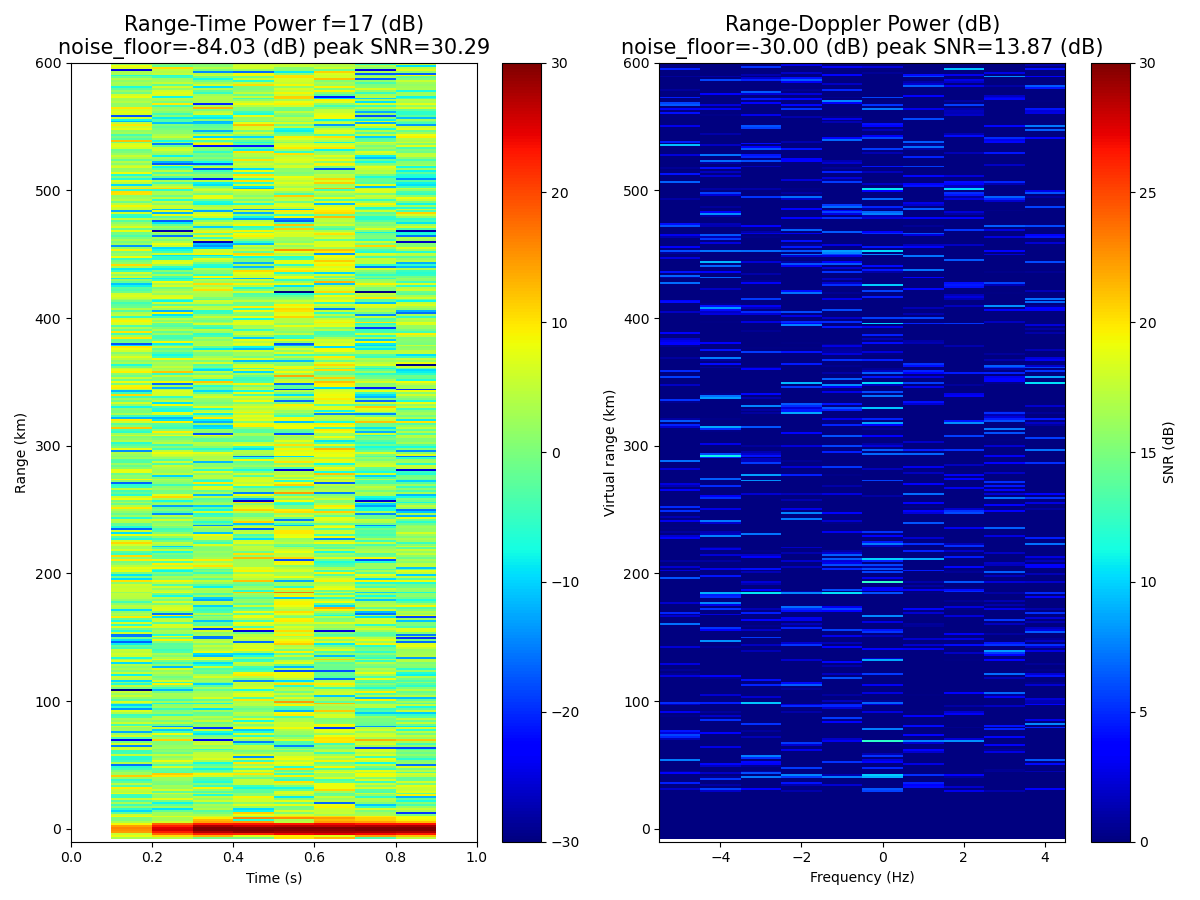 Range-Time Power f=17 (dB)
noise_floor=-84.03 (dB) peak SNR=30.29
Range (km)
600
500
400
300
200
100
0
0.0 0.2 0.4 0.6 0.8 1.0
Time (s)
30
20
10
0
−10
−20
−30
Range-Doppler Power (dB)
noise_floor=-30.00 (dB) peak SNR=13.87 (dB)
Virtual range (km)
600
500
400
300
200
100
0
−4 −2 0 2 4
Frequency (Hz)
30
25
20
15
10
5
0
SNR (dB)